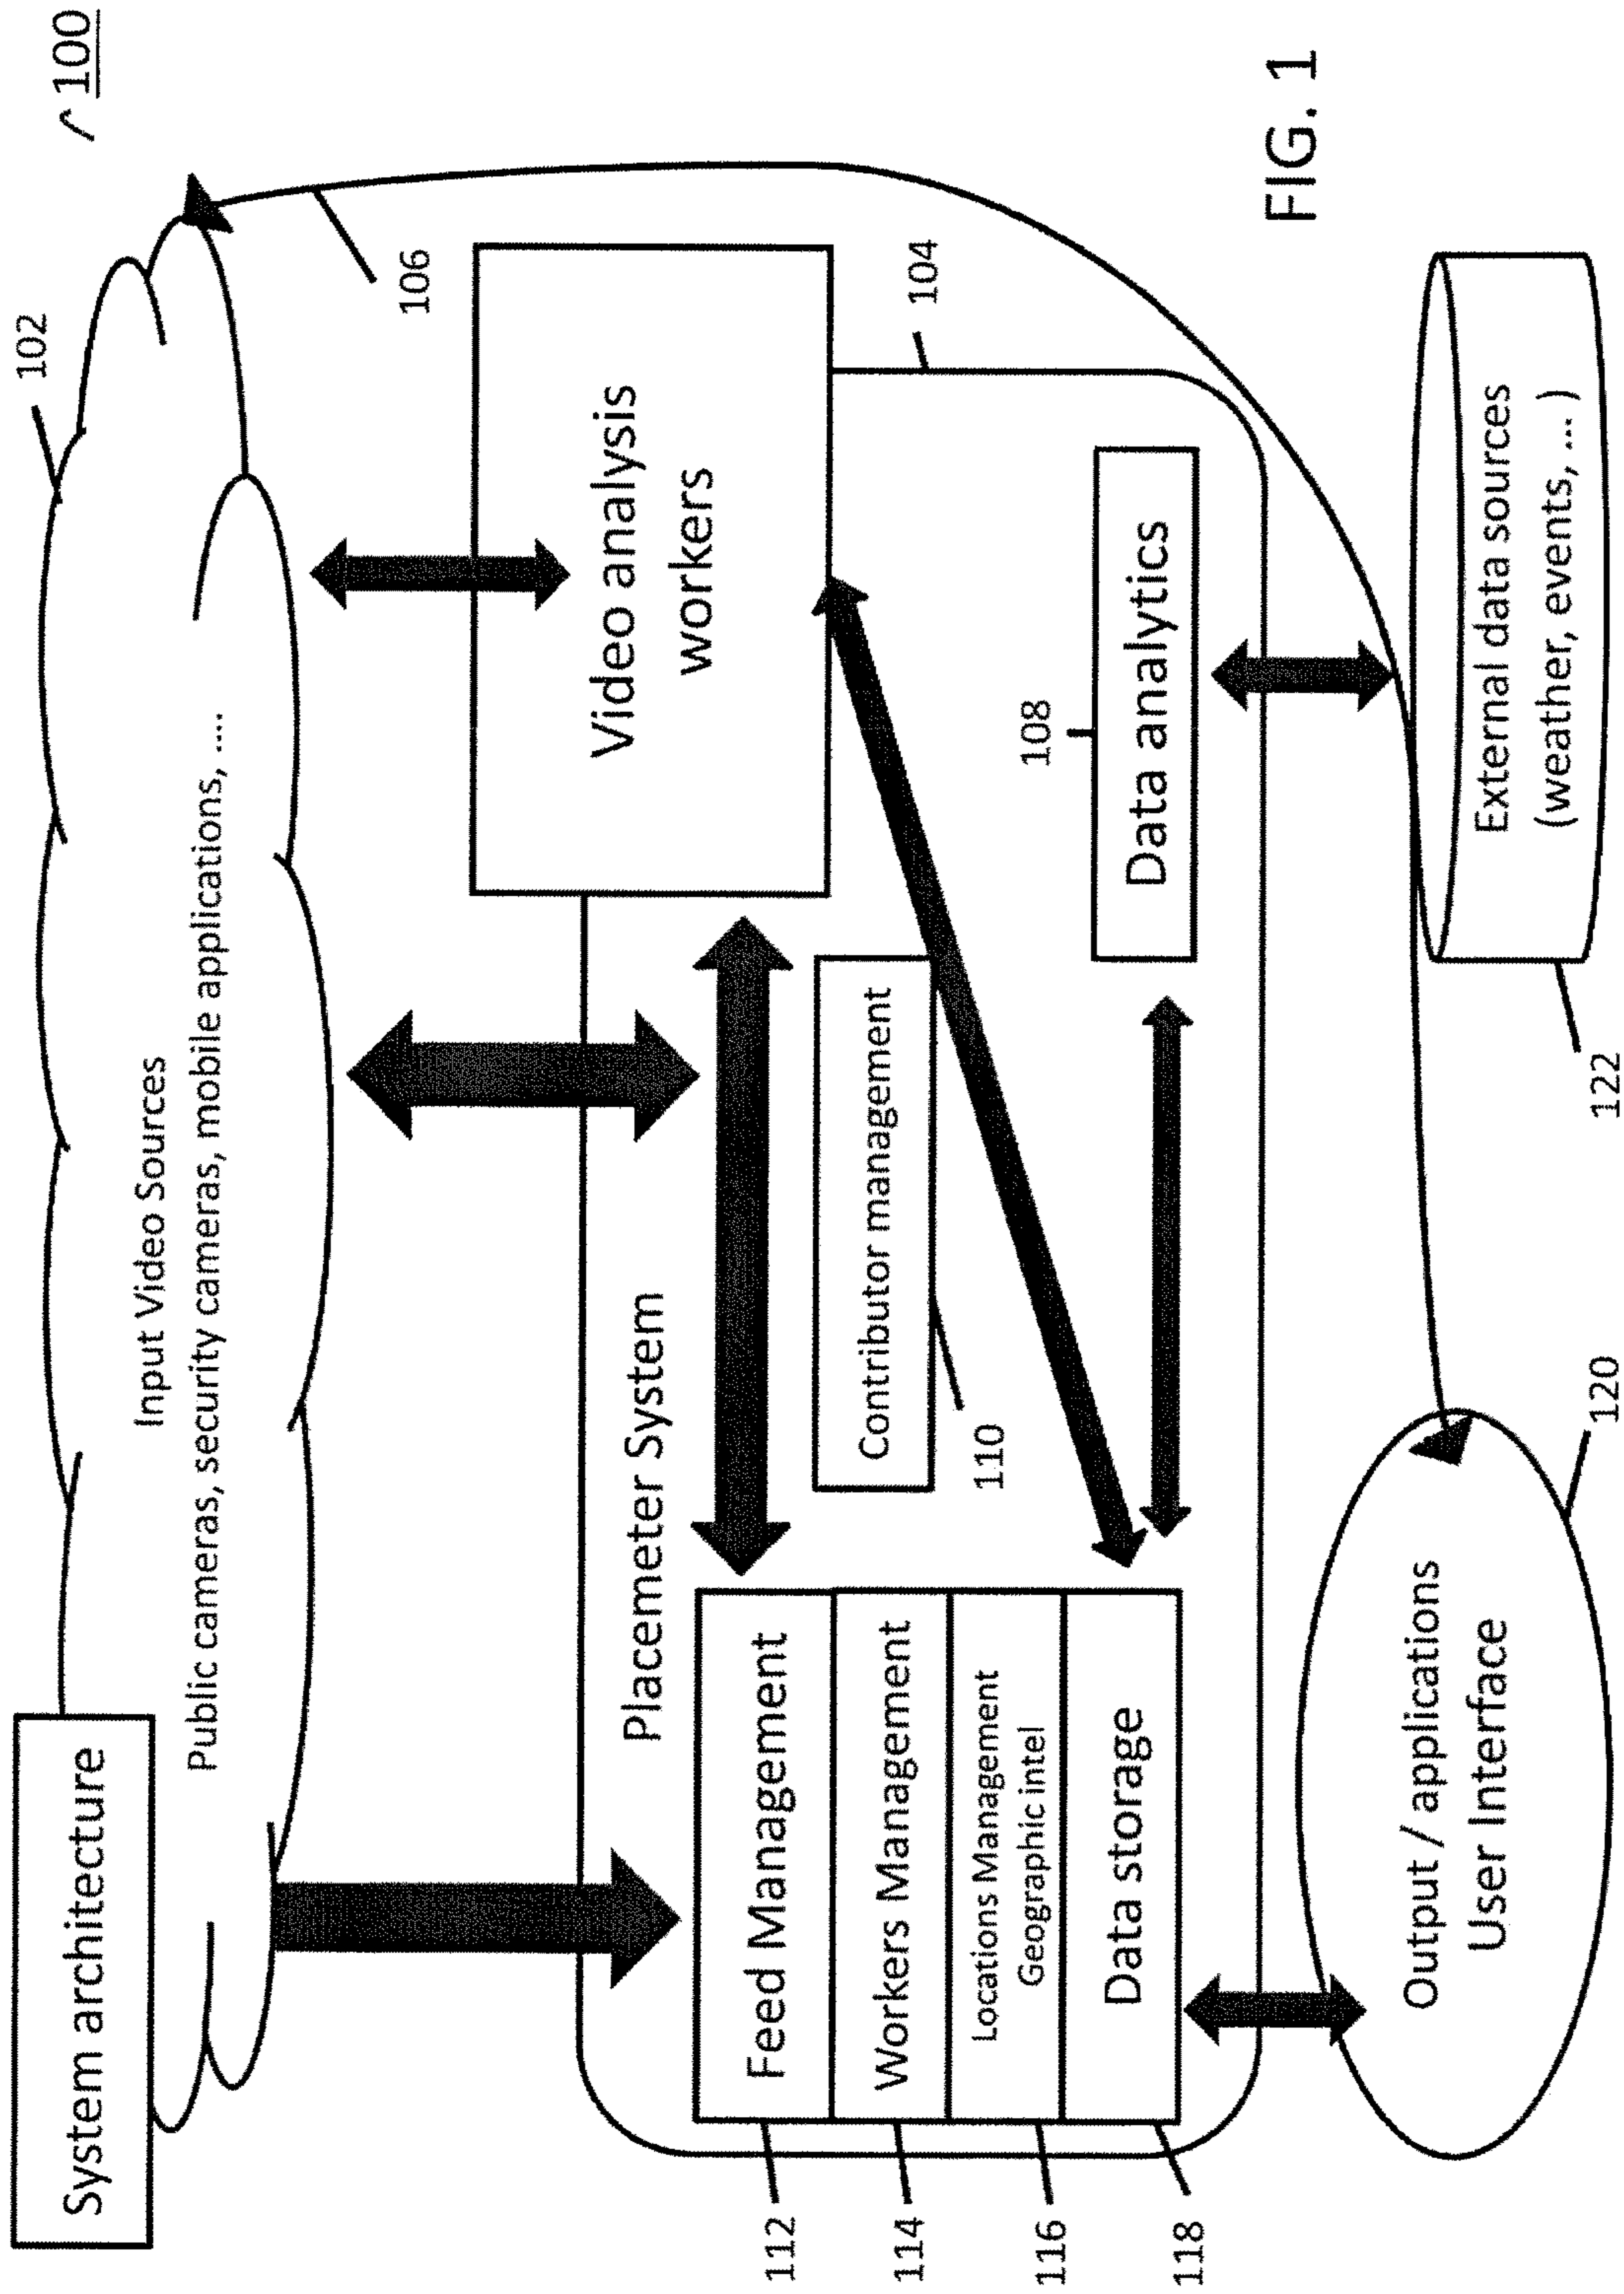 System architecture
100
102
Input Video Sources
Public cameras, security cameras, mobile applications, ....
106
Placemeter System
Video analysis
workers
104
112
Feed Management
114
Workers Management
Contributor management
110
116
Locations Management
Geographic intel
108
Data analytics
118
Data storage
FIG. 1
Output / applications
User Interface
120
External data sources
(weather, events, ... )
122